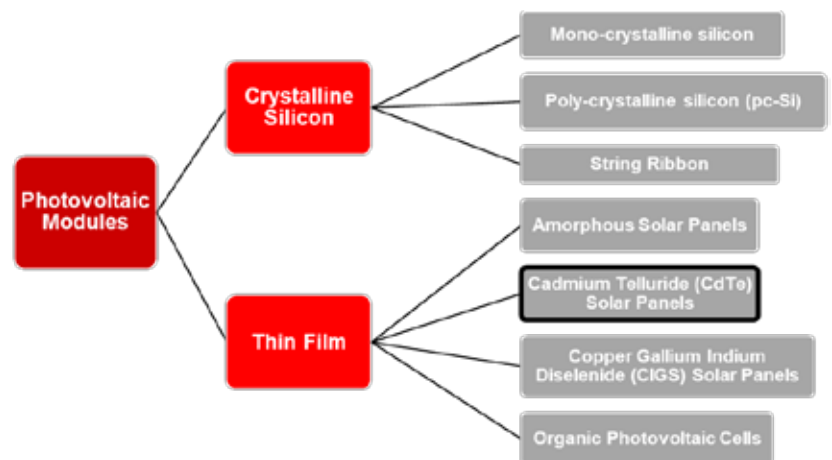 Photovoltaic
Modules
Crystalline
Silicon
Thin Film
Mono-crystalline silicon
Poly-crystalline silicon (pc-Si)
String Ribbon
Amorphous Solar Panels
Cadmium Telluride (CdTe)
Solar Panels
Copper Gallium Indium
Diselenide (CIGS) Solar Panels
Organic Photovoltaic Cells